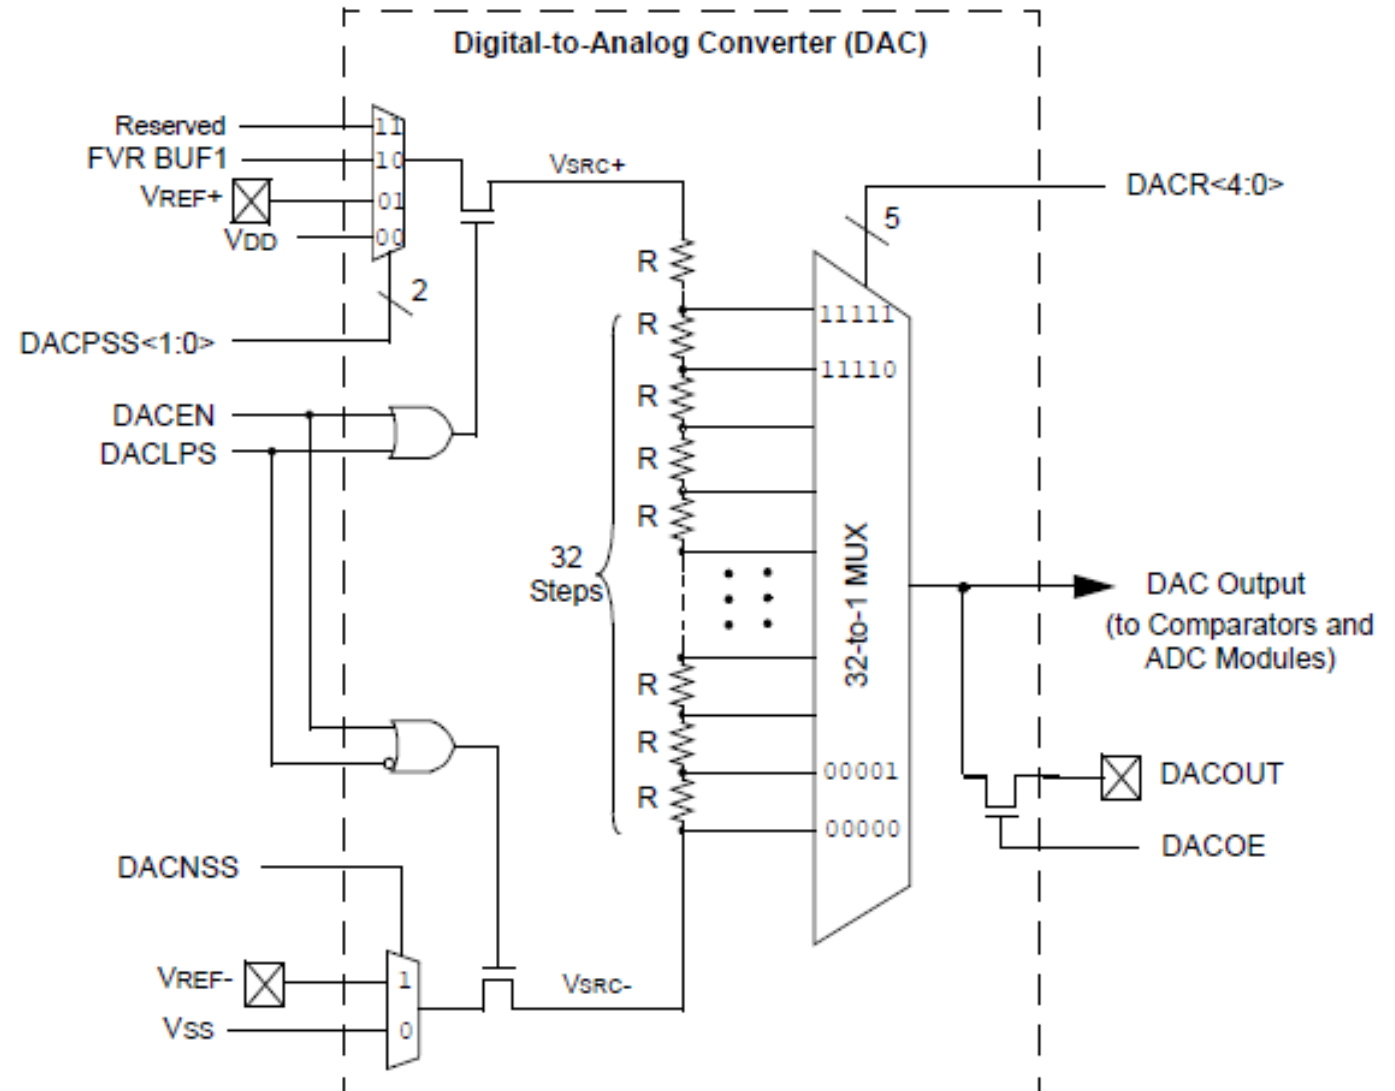 Digital-to-Analog Converter (DAC)
Reserved
11
FVR BUF1
10
VREF+
01
VDD
00
VSRC+
DACR<4:0>
5
2
DACPSS<1:0>
R
11111
R
11110
R
DACEN
DACLPS
R
R
32
Steps
32-to-1 MUX
DAC Output
(to Comparators and
ADC Modules)
R
R
00001
R
00000
DACOUT
DACOE
DACNSS
VREF-
1
VSRC-
VSS
0